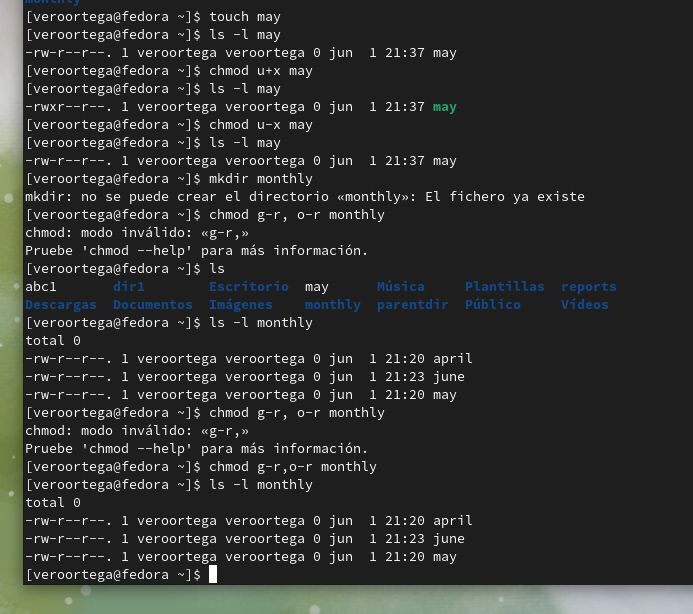 monthly
[veroortega@fedora ~]$ touch may
[veroortega@fedora ~]$ ls -l may
-rw-r--r--. 1 veroortega veroortega 0 jun  1 21:37 may
[veroortega@fedora ~]$ chmod u+x may
[veroortega@fedora ~]$ ls -l may
-rwxr--r--. 1 veroortega veroortega 0 jun  1 21:37 may
[veroortega@fedora ~]$ chmod u-x may
[veroortega@fedora ~]$ ls -l may
-rw-r--r--. 1 veroortega veroortega 0 jun  1 21:37 may
[veroortega@fedora ~]$ mkdir monthly
mkdir: no se puede crear el directorio «monthly»: El fichero ya existe
[veroortega@fedora ~]$ chmod g-r, o-r monthly
chmod: modo inválido: «g-r,»
Pruebe 'chmod --help' para más información.
[veroortega@fedora ~]$ ls
abc1       dir1       Escritorio  may      Música     Plantillas  reports
Descargas  Documentos  Imágenes    monthly  parentdir  Público     Vídeos
[veroortega@fedora ~]$ ls -l monthly
total 0
-rw-r--r--. 1 veroortega veroortega 0 jun  1 21:20 april
-rw-r--r--. 1 veroortega veroortega 0 jun  1 21:23 june
-rw-r--r--. 1 veroortega veroortega 0 jun  1 21:20 may
[veroortega@fedora ~]$ chmod g-r, o-r monthly
chmod: modo inválido: «g-r,»
Pruebe 'chmod --help' para más información.
[veroortega@fedora ~]$ chmod g-r,o-r monthly
[veroortega@fedora ~]$ ls -l monthly
total 0
-rw-r--r--. 1 veroortega veroortega 0 jun  1 21:20 april
-rw-r--r--. 1 veroortega veroortega 0 jun  1 21:23 june
-rw-r--r--. 1 veroortega veroortega 0 jun  1 21:20 may
[veroortega@fedora ~]$